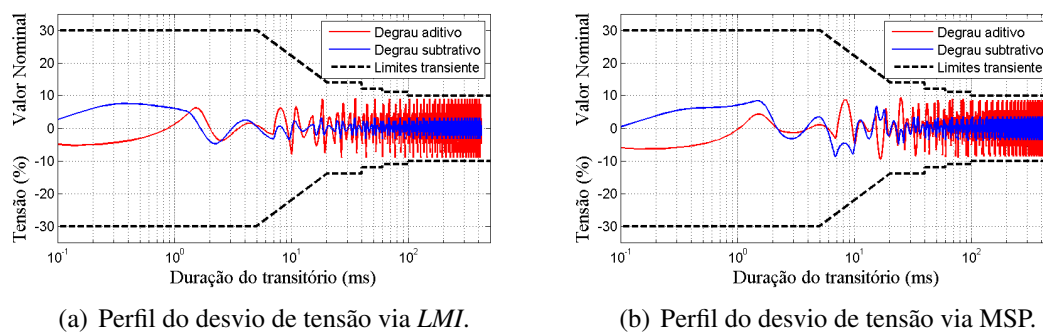 Tensão (%) Valor Nominal
30
20
10
0
-10
-20
-30
10^-1
10^0
10^1
10^2
Duração do transitório (ms)
Degrau aditivo
Degrau subtrativo
Limites transiente
(a) Perfil do desvio de tensão via LMI.
Tensão (%) Valor Nominal
30
20
10
0
-10
-20
-30
10^-1
10^0
10^1
10^2
Duração do transitório (ms)
Degrau aditivo
Degrau subtrativo
Limites transiente
(b) Perfil do desvio de tensão via MSP.